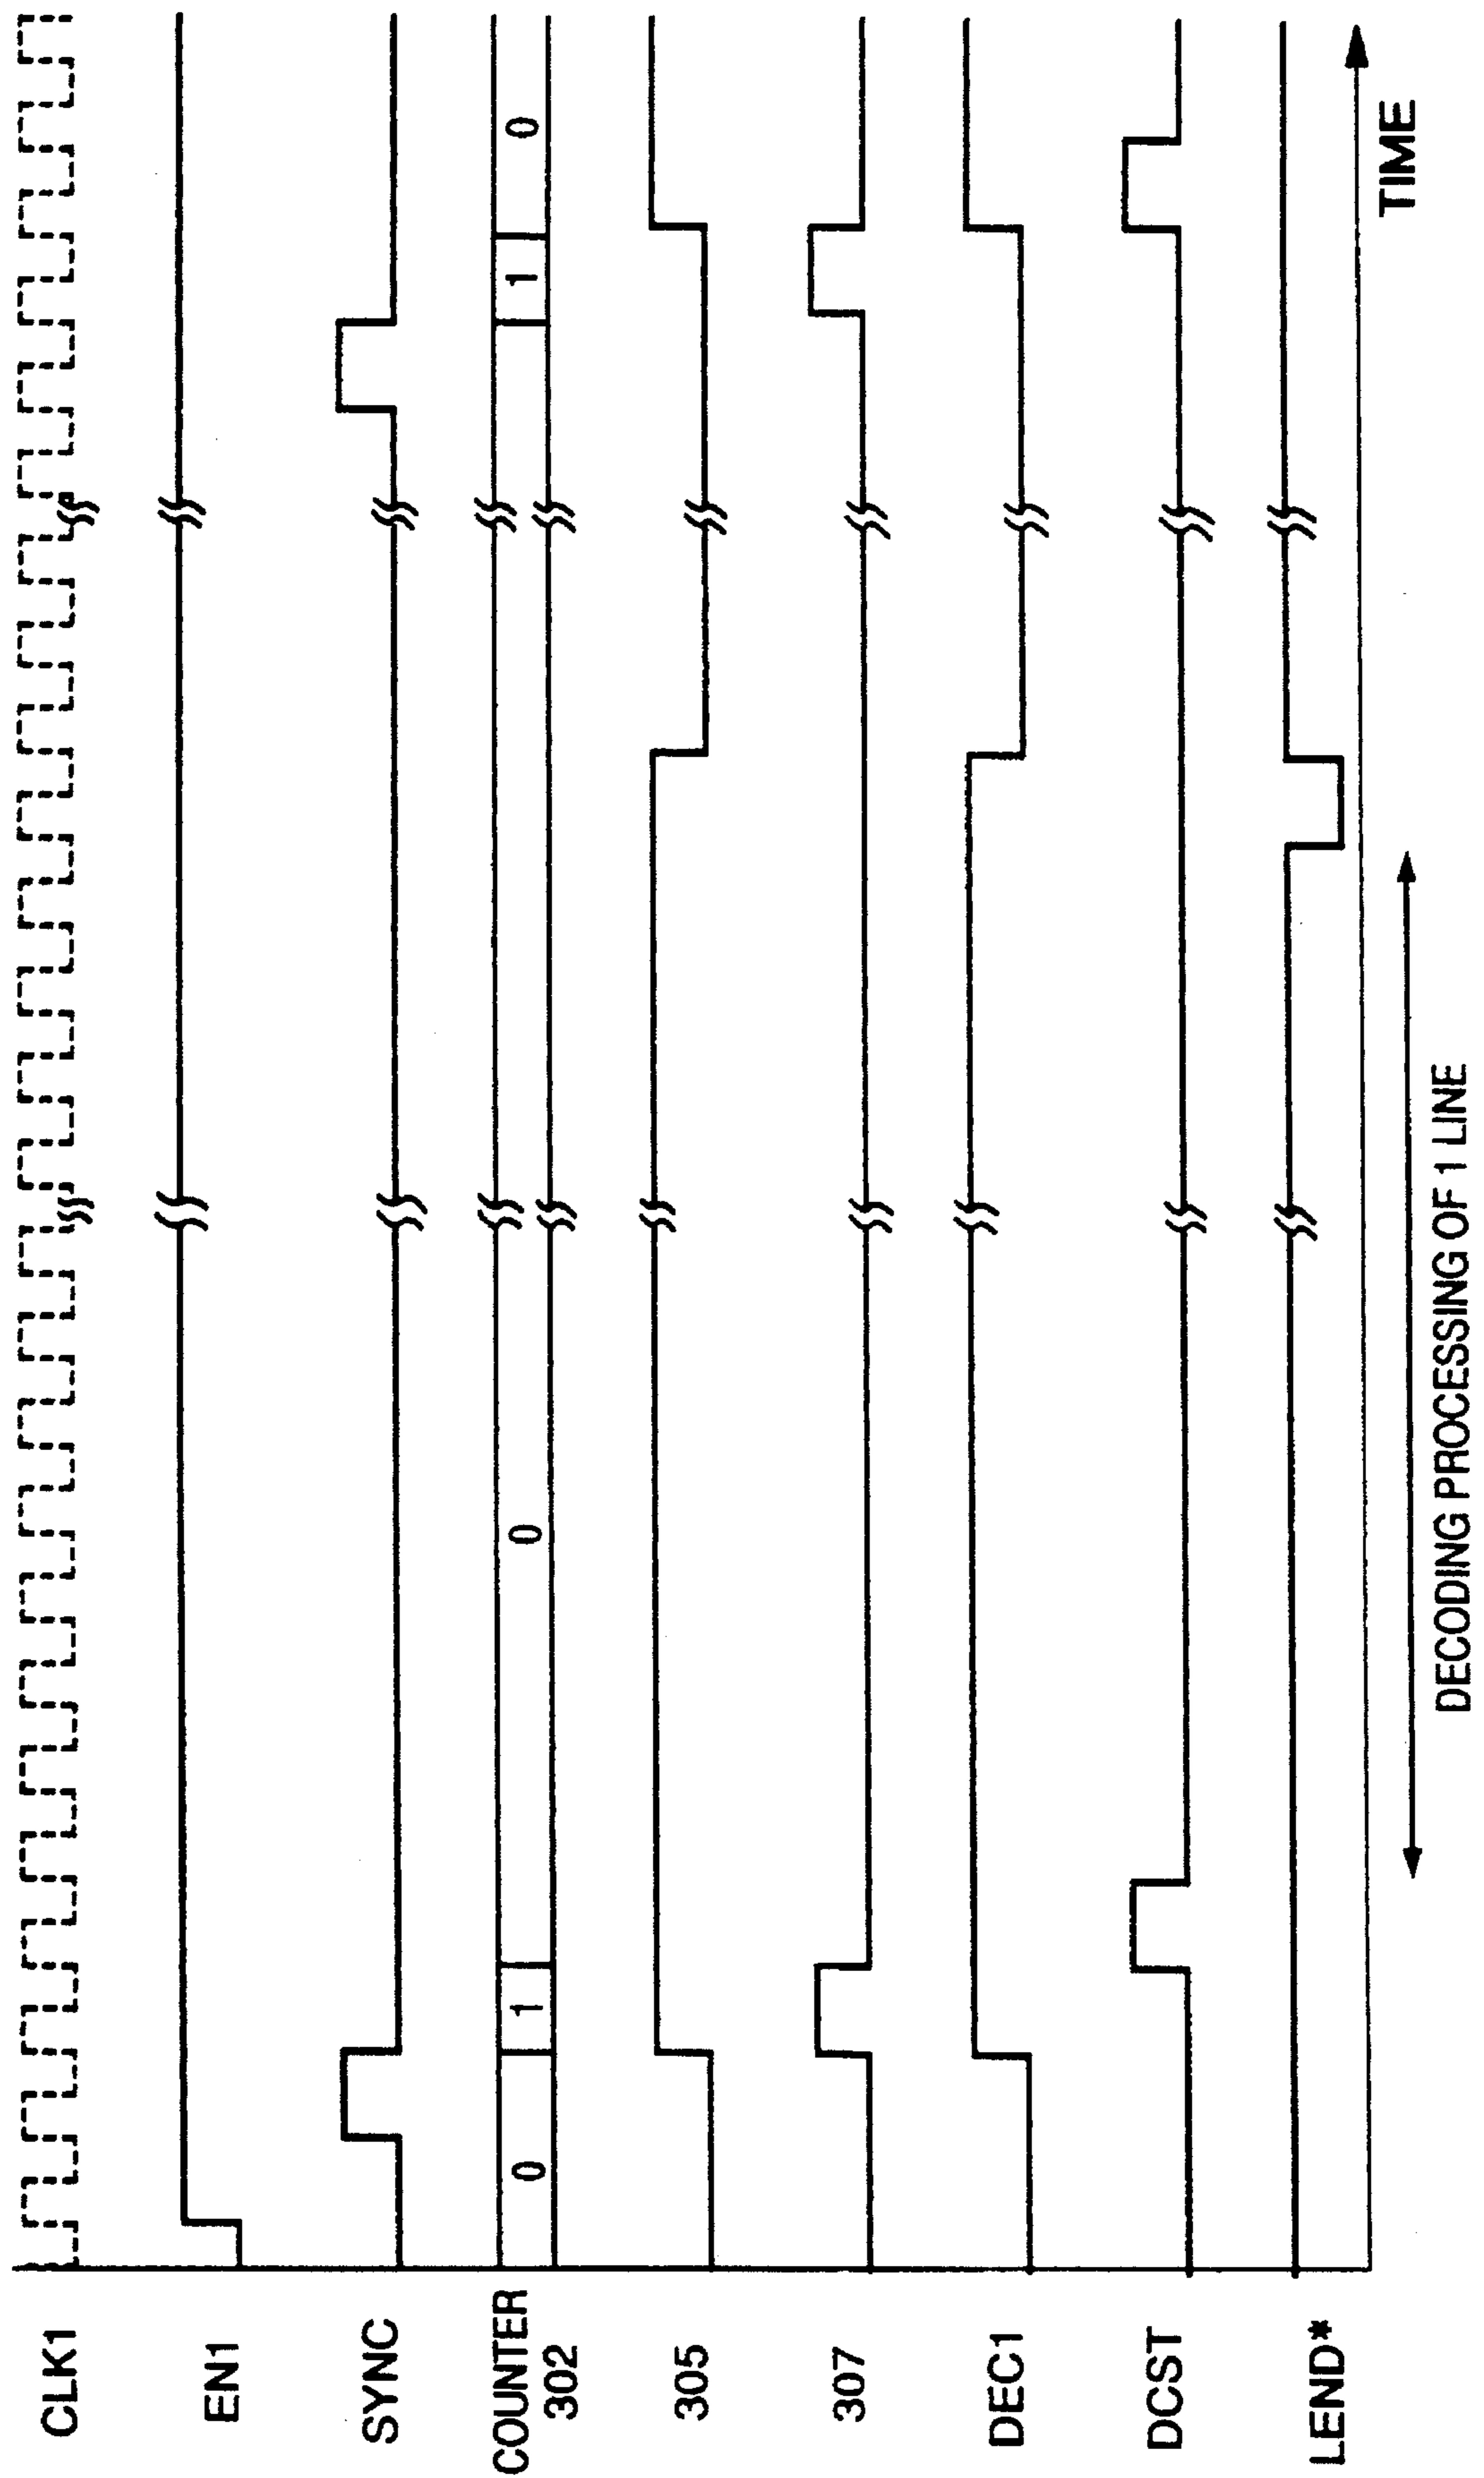 CLK1
EN1
SYNC
COUNTER
302
0
1
0
1
0
305
307
DEC1
DCST
LEND*
TIME
DECODING PROCESSING OF 1 LINE